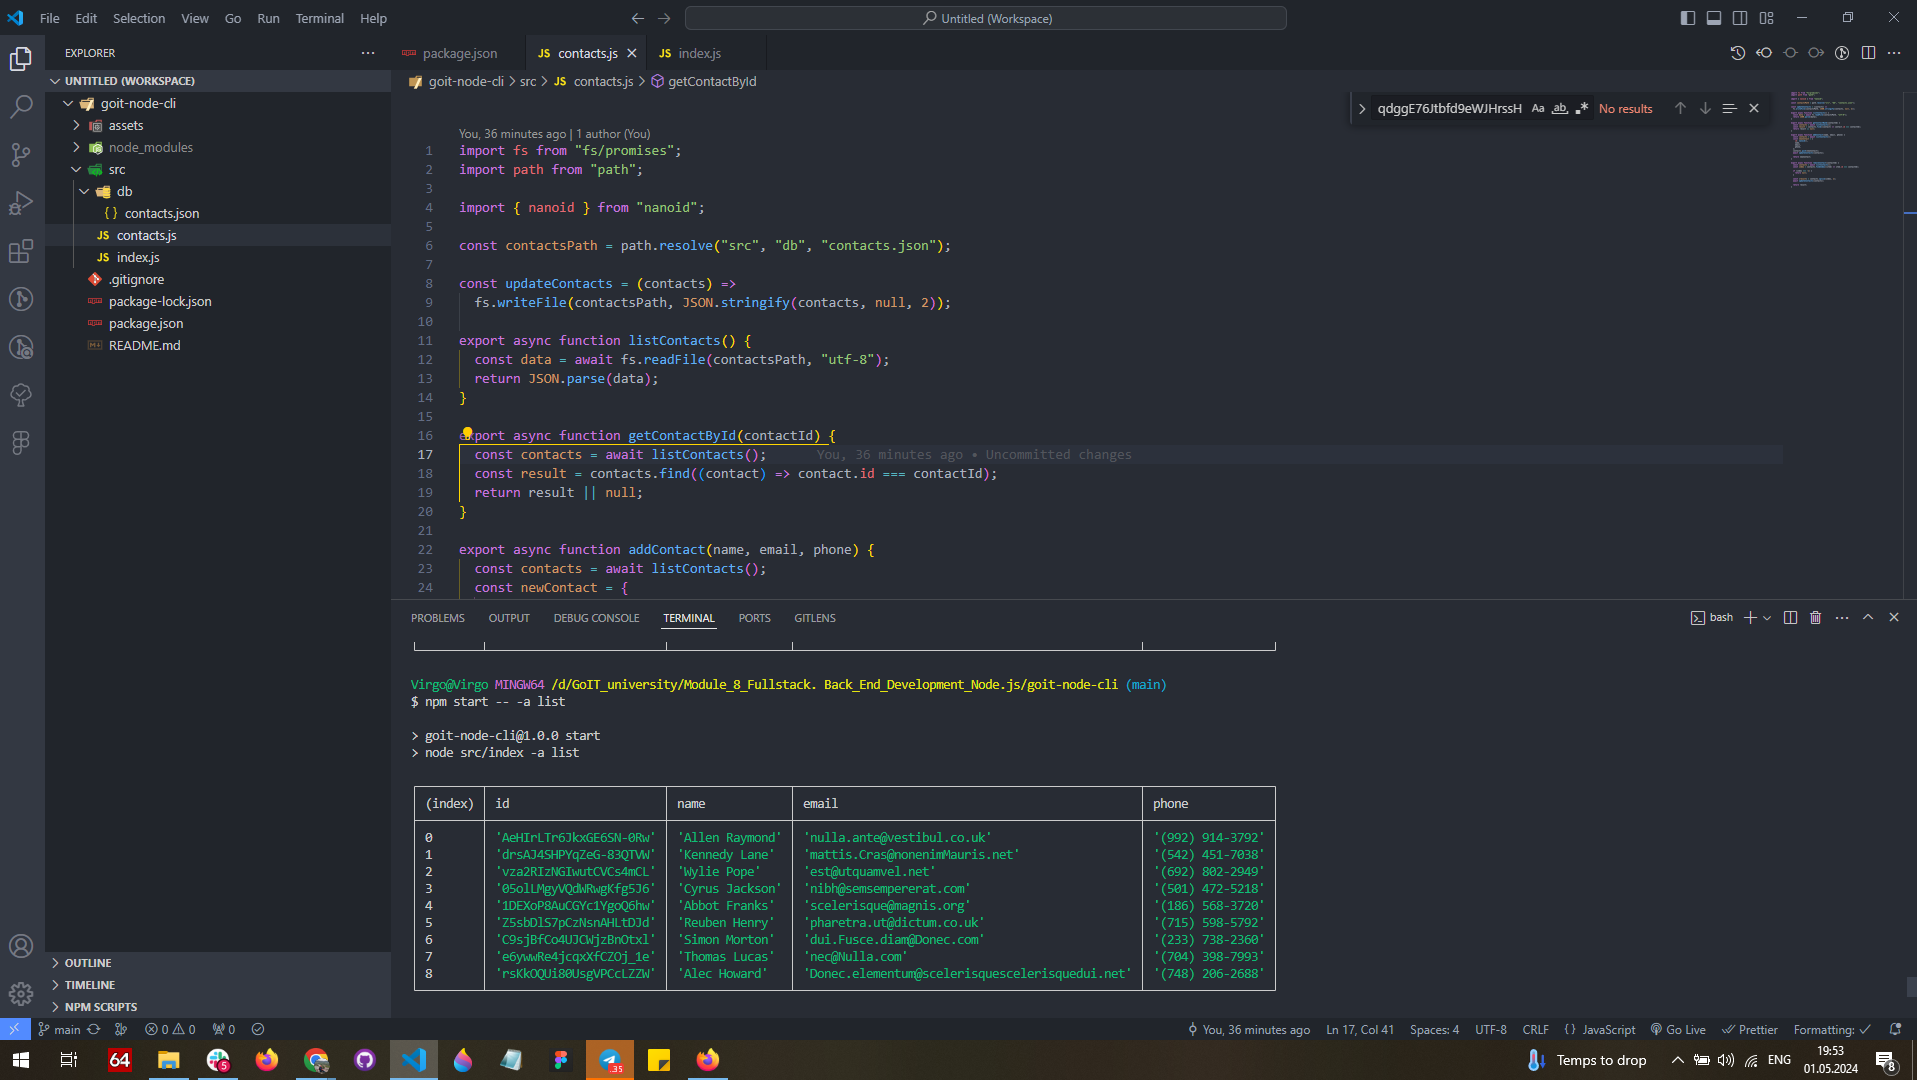 File Edit Selection View Go Run Terminal Help
Untitled (Workspace)
EXPLORER
UNTITLED (WORKSPACE)
goit-node-cli
assets
node_modules
src
db
{ } contacts.json
JS contacts.js
JS index.js
.gitignore
package-lock.json
package.json
README.md
OUTLINE
TIMELINE
NPM SCRIPTS
package.json JS contacts.js JS index.js
goit-node-cli > src > JS contacts.js > getContactById
qdggE76Jtbfd9eWJHrssH Aa ab No results
You, 36 minutes ago | 1 author (You)
1 import fs from "fs/promises";
2 import path from "path";
3
4 import { nanoid } from "nanoid";
5
6 const contactsPath = path.resolve("src", "db", "contacts.json");
7
8 const updateContacts = (contacts) =>
9 fs.writeFile(contactsPath, JSON.stringify(contacts, null, 2));
10
11 export async function listContacts() {
12 const data = await fs.readFile(contactsPath, "utf-8");
13 return JSON.parse(data);
14 }
15
16 export async function getContactById(contactId) {
17 const contacts = await listContacts(); You, 36 minutes ago • Uncommitted changes
18 const result = contacts.find((contact) => contact.id === contactId);
19 return result || null;
20 }
21
22 export async function addContact(name, email, phone) {
23 const contacts = await listContacts();
24 const newContact = {
PROBLEMS OUTPUT DEBUG CONSOLE TERMINAL PORTS GITLENS
bash
Virgo@Virgo MINGW64 /d/GoIT_university/Module_8_Fullstack. Back_End_Development_Node.js/goit-node-cli (main)
$ npm start -- -a list
> goit-node-cli@1.0.0 start
> node src/index -a list
(index) id name email phone
0 'AeHIrLTr6JkxGE6SN-0Rw' 'Allen Raymond' 'nulla.ante@vestibul.co.uk' '(992) 914-3792'
1 'drsAJ4SHPYqZeG-83QTVW' 'Kennedy Lane' 'mattis.Cras@nonenimMauris.net' '(542) 451-7038'
2 'vza2RIzNGIwutCVCs4mCL' 'Wylie Pope' 'est@utquamvel.net' '(692) 802-2949'
3 '05olLMgyVQdWRwgKfg5J6' 'Cyrus Jackson' 'nibh@semsempererat.com' '(501) 472-5218'
4 '1DEXoP8AuCGYc1YgoQ6hw' 'Abbot Franks' 'scelerisque@magnis.org' '(186) 568-3720'
5 'Z5sbDlS7pCzNsnAHLtDJd' 'Reuben Henry' 'pharetra.ut@dictum.co.uk' '(715) 598-5792'
6 'C9sjBfCo4UJCWjzBnOtxl' 'Simon Morton' 'dui.Fusce.diam@Donec.com' '(233) 738-2360'
7 'e6ywwRe4jcqxXfCZOj_1e' 'Thomas Lucas' 'nec@Nulla.com' '(704) 398-7993'
8 'rsKkOQUi80UsgVPCcLZZW' 'Alec Howard' 'Donec.elementum@scelerisquescelerisquedui.net' '(748) 206-2688'
main 0 0 0 You, 36 minutes ago Ln 17, Col 41 Spaces: 4 UTF-8 CRLF { } JavaScript Go Live Prettier Formatting:
64 5 35 Temps to drop ENG 19:53
01.05.2024 8